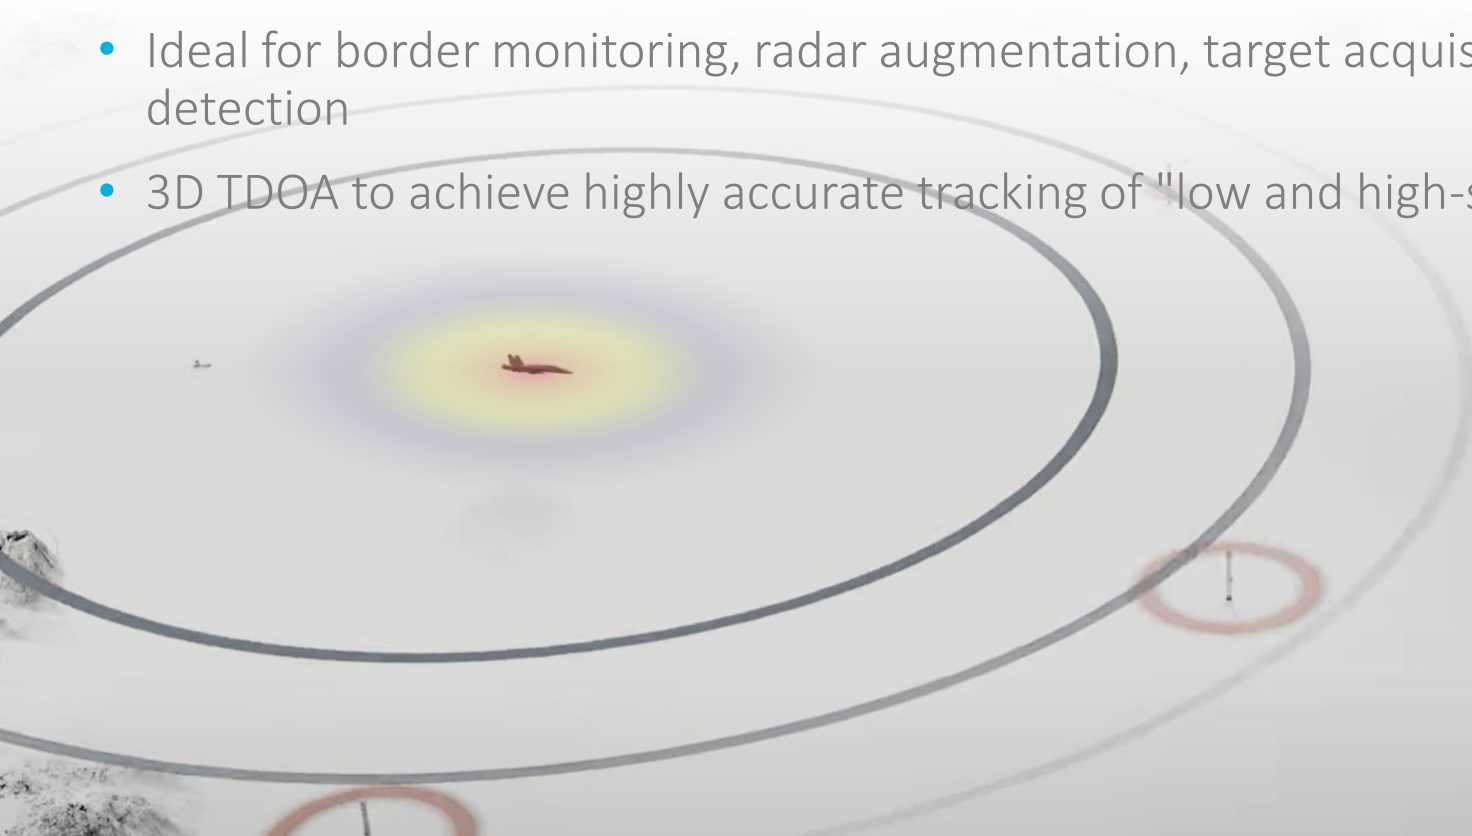 • Ideal for border monitoring, radar augmentation, target acquis
detection
• 3D TDOA to achieve highly accurate tracking of "low and high-s